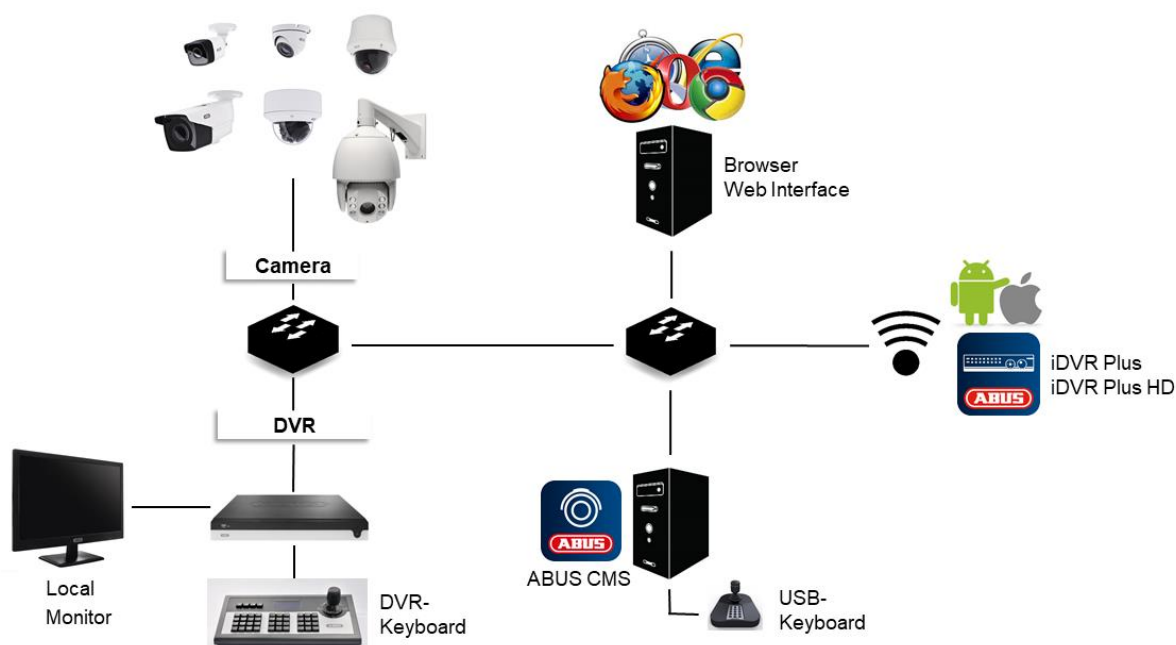 Browser
Web Interface
Camera
iDVR Plus
iDVR Plus HD
ABUS
DVR
ABUS
ABUS CMS
Local
Monitor
DVR-
Keyboard
USB-
Keyboard